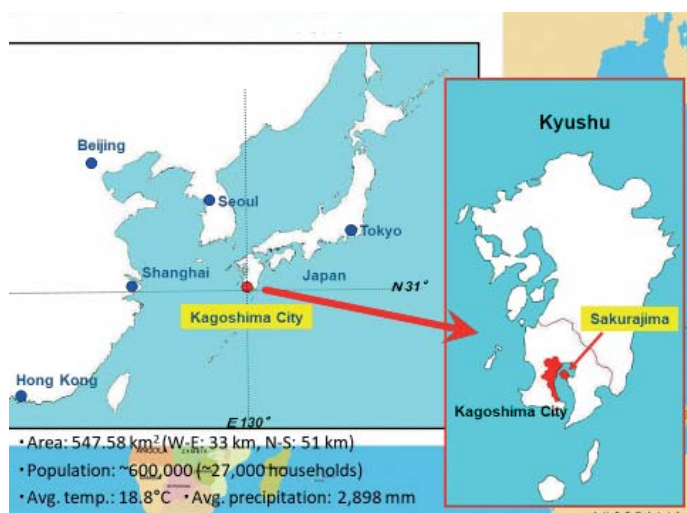 Kyushu
Beijing
Seoul
Tokyo
Shanghai
Japan
N 31°
Kagoshima City
Sakurajima
Hong Kong
Kagoshima City
E 130°
・Area: 547.58 km² (W-E: 33 km, N-S: 51 km)
・Population: ~600,000 (~27,000 households)
・Avg. temp.: 18.8°C ・Avg. precipitation: 2,898 mm
ANGOLA
ZAMBIA